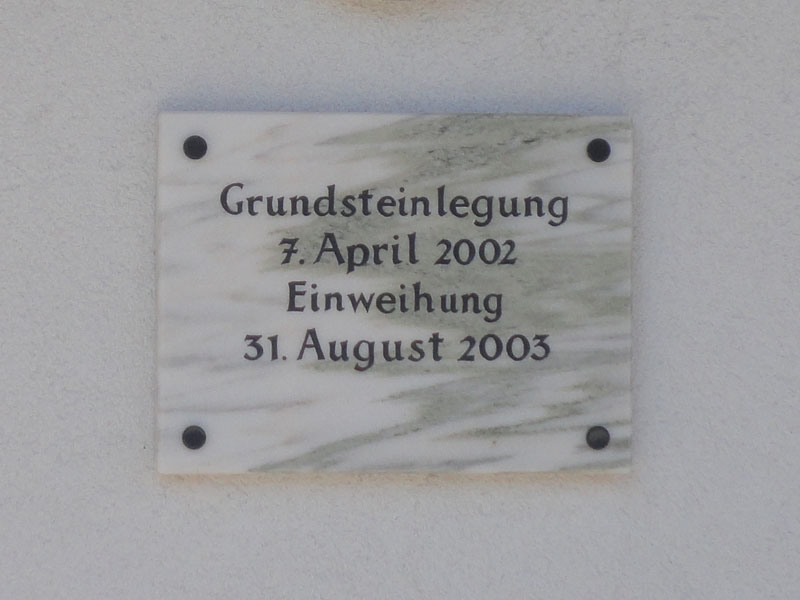 Grundsteinlegung
7. April 2002
Einweihung
31. August 2003